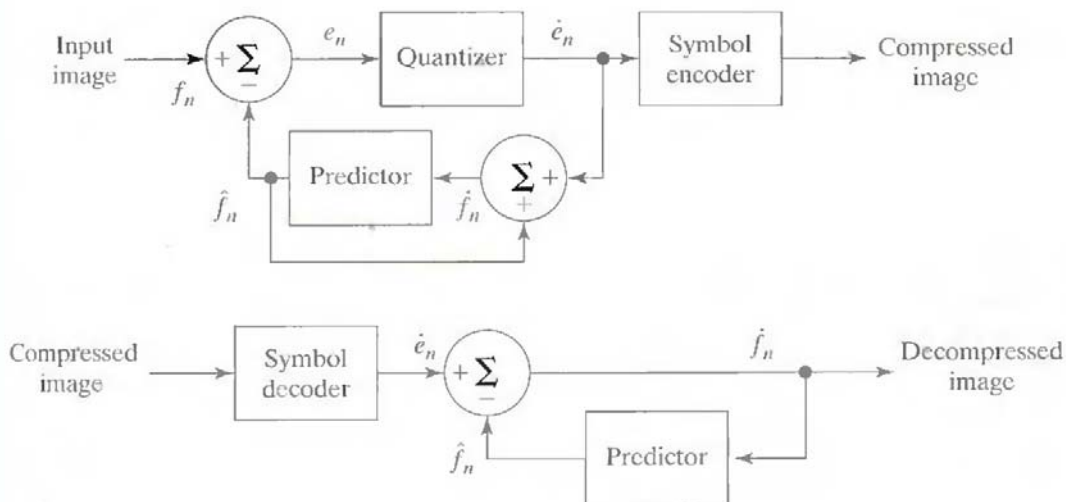 Input
image
f_n
+ Σ
−
e_n
Quantizer
ė_n
Symbol
encoder
Compressed
image
f̂_n
Predictor
ḟ_n
Σ +
+
Compressed
image
Symbol
decoder
ė_n
+ Σ
−
ḟ_n
Decompressed
image
f̂_n
Predictor